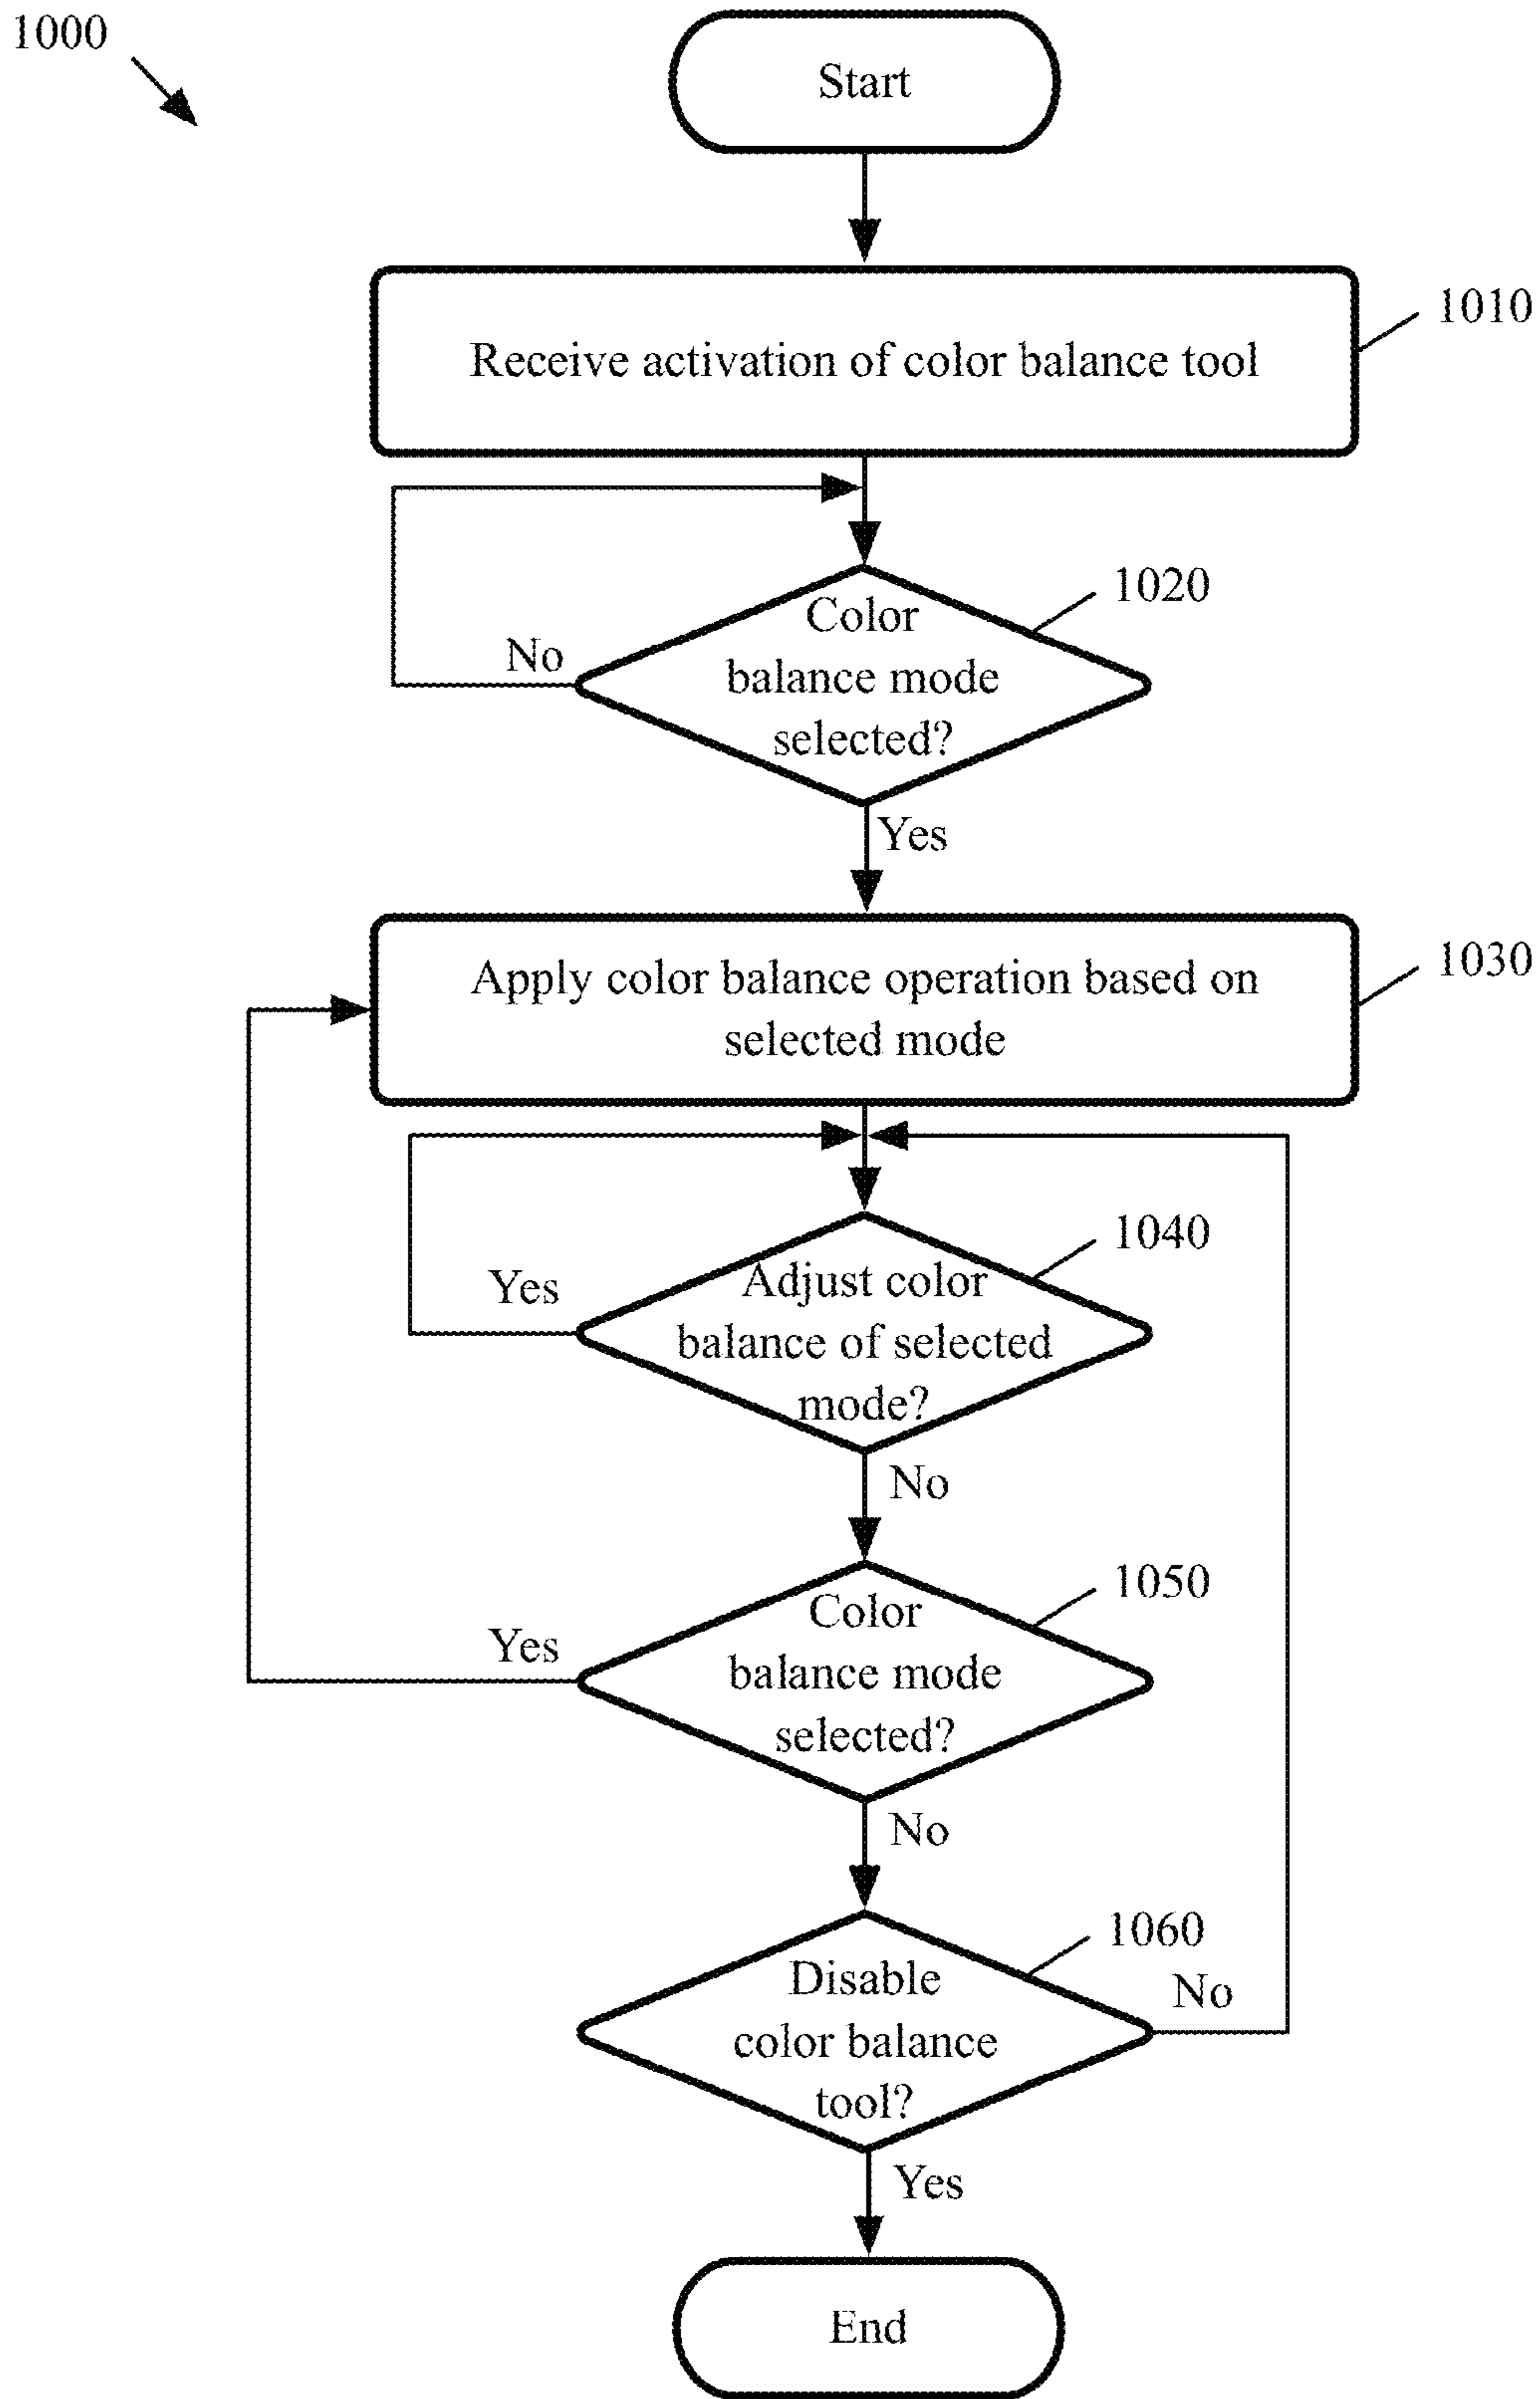 1000
Start
Receive activation of color balance tool
1010
Color
balance mode
selected?
1020
No
Yes
Apply color balance operation based on
selected mode
1030
Adjust color
balance of selected
mode?
1040
Yes
No
Color
balance mode
selected?
1050
Yes
No
Disable
color balance
tool?
1060
No
Yes
End